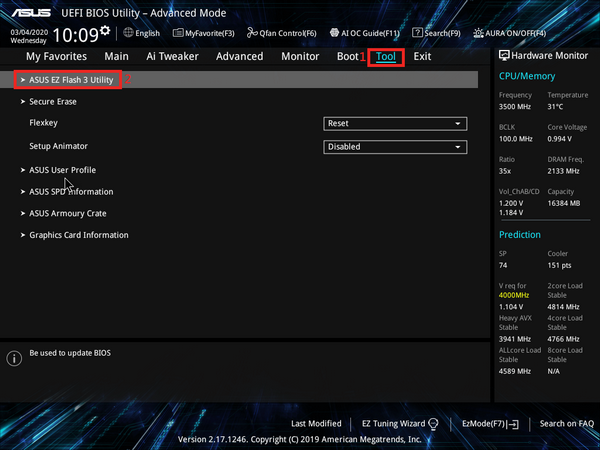 ASUS UEFI BIOS Utility – Advanced Mode
03/04/2020 Wednesday 10:09 English MyFavorite(F3) Qfan Control(F6) AI OC Guide(F11) Search(F9) AURA ON/OFF(F4)
My Favorites Main Ai Tweaker Advanced Monitor Boot 1 Tool Exit
ASUS EZ Flash 3 Utility 2
Secure Erase
Flexkey Reset
Setup Animator Disabled
ASUS User Profile
ASUS SPD Information
ASUS Armoury Crate
Graphics Card Information
Be used to update BIOS
Hardware Monitor
CPU/Memory
Frequency Temperature
3500 MHz 31°C
BCLK Core Voltage
100.0 MHz 0.994 V
Ratio DRAM Freq.
35x 2133 MHz
Vol_ChAB/CD Capacity
1.200 V 16384 MB
1.184 V
Prediction
SP Cooler
74 151 pts
V req for 2core Load
4000MHz Stable
1.104 V 4814 MHz
Heavy AVX 4core Load
Stable Stable
3941 MHz 4766 MHz
ALLcore Load 8core Load
Stable Stable
4589 MHz N/A
Last Modified EZ Tuning Wizard EzMode(F7) Search on FAQ
Version 2.17.1246. Copyright (C) 2019 American Megatrends, Inc.